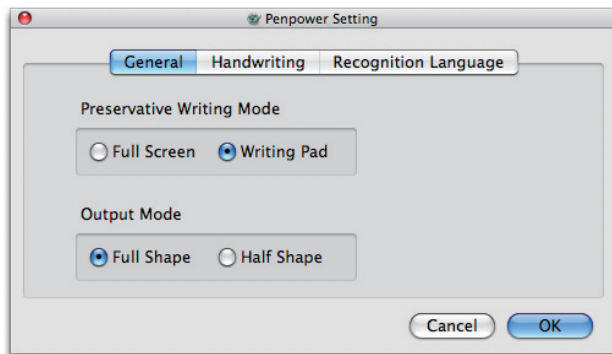 Penpower Setting
General Handwriting Recognition Language
Preservative Writing Mode
Full Screen Writing Pad
Output Mode
Full Shape Half Shape
Cancel OK